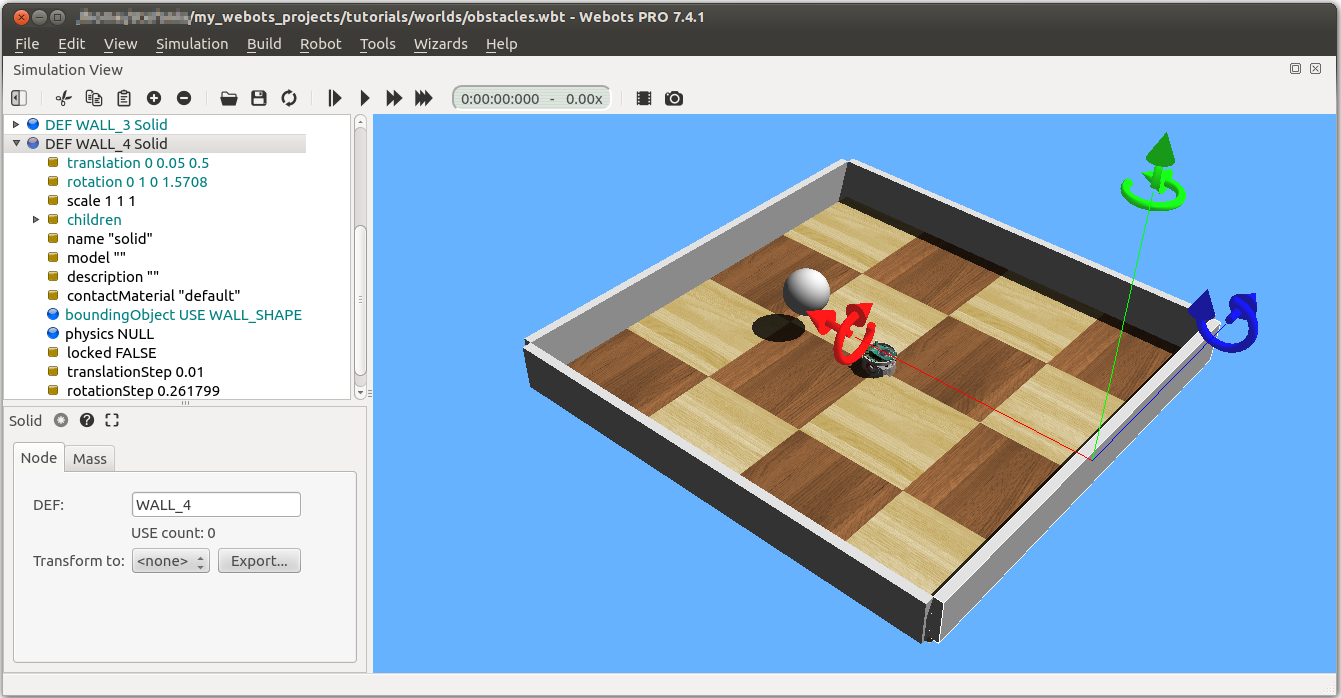 /my_webots_projects/tutorials/worlds/obstacles.wbt - Webots PRO 7.4.1
File Edit View Simulation Build Robot Tools Wizards Help
Simulation View
0:00:00:000 - 0.00x
DEF WALL_3 Solid
DEF WALL_4 Solid
translation 0 0.05 0.5
rotation 0 1 0 1.5708
scale 1 1 1
children
name "solid"
model ""
description ""
contactMaterial "default"
boundingObject USE WALL_SHAPE
physics NULL
locked FALSE
translationStep 0.01
rotationStep 0.261799
Solid
Node Mass
DEF: WALL_4
USE count: 0
Transform to: <none> Export...